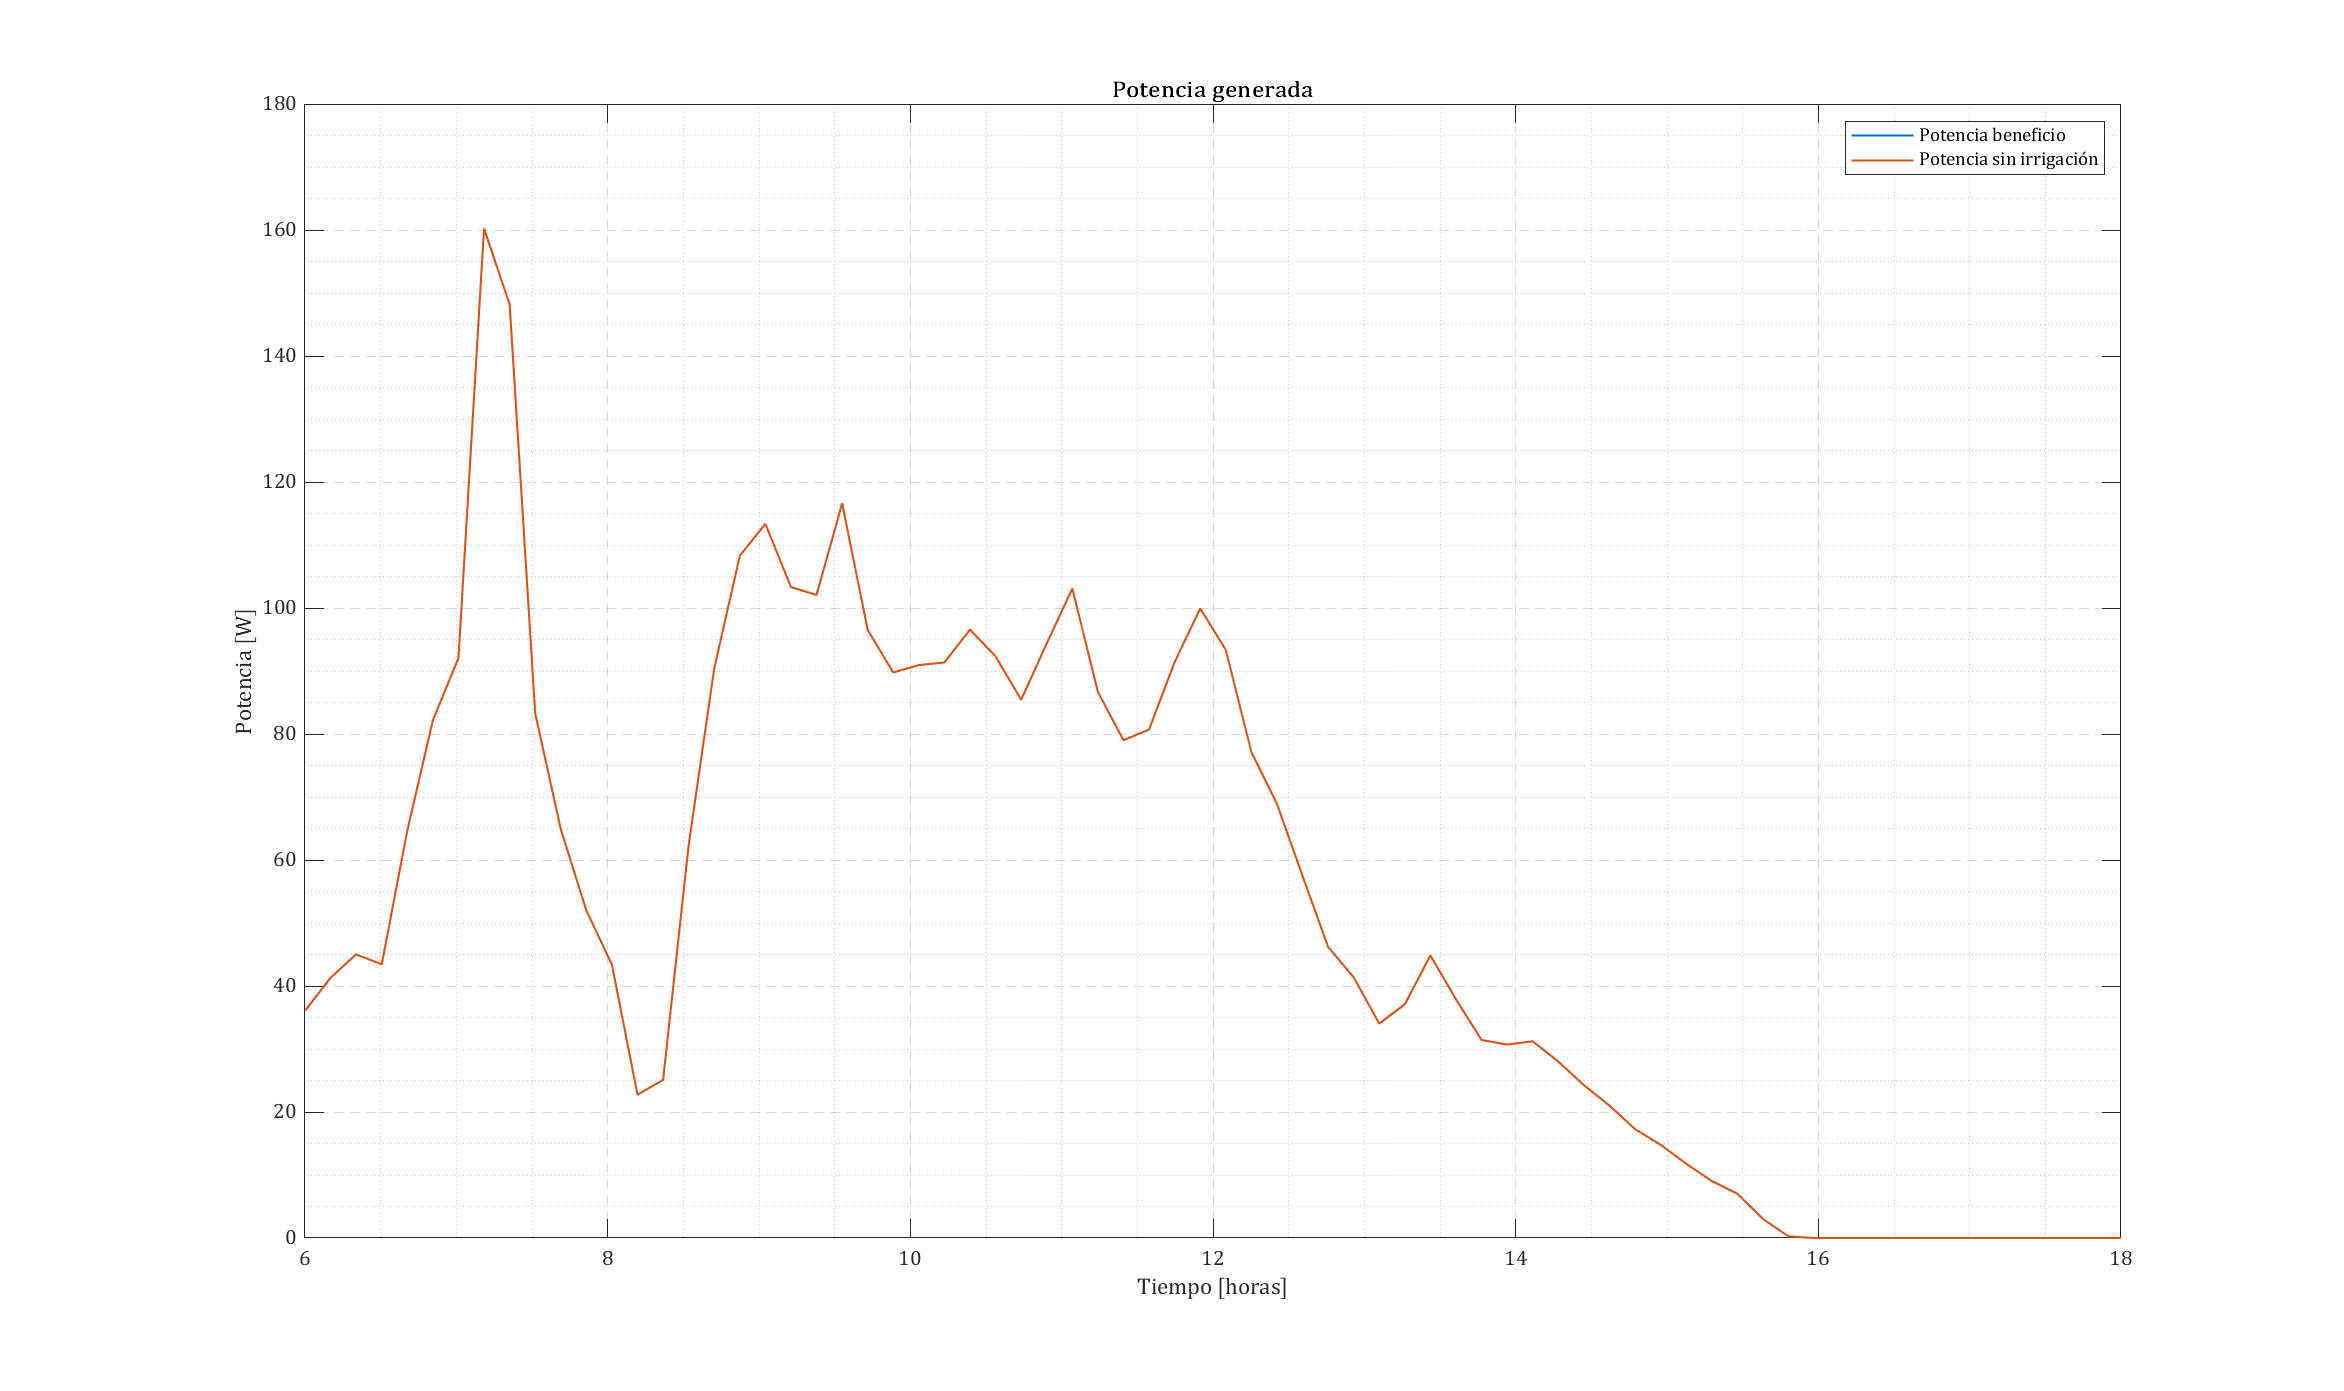 Potencia generada
180
160
140
120
100
80
60
40
20
0
Potencia [W]
Potencia beneficio
Potencia sin irrigación
6 8 10 12 14 16 18
Tiempo [horas]